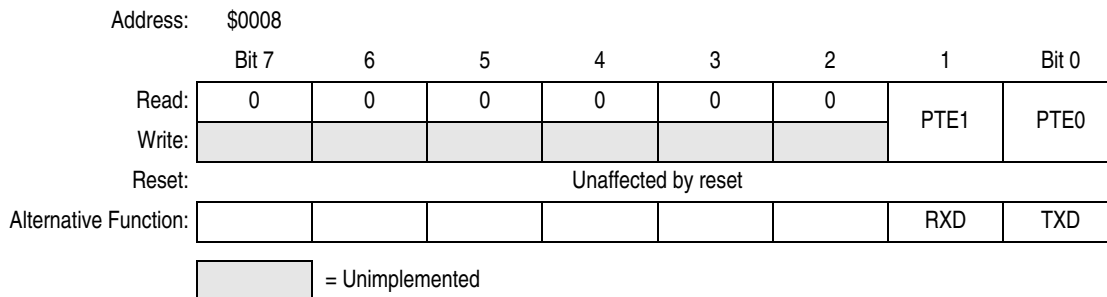 Address: $0008
Bit 7 6 5 4 3 2 1 Bit 0
Read: 0 0 0 0 0 0 PTE1 PTE0
Write:
Reset: Unaffected by reset
Alternative Function: RXD TXD
= Unimplemented